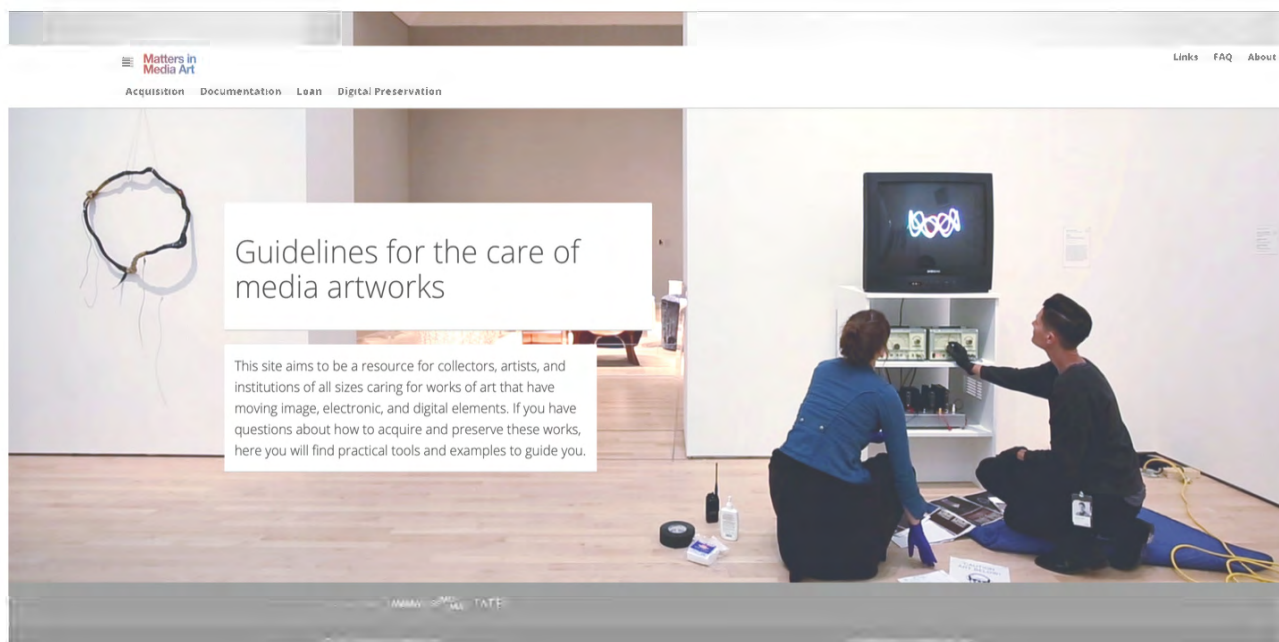 Matters in
Media Art
Links FAQ About
Acquisition Documentation Loan Digital Preservation
Guidelines for the care of
media artworks
This site aims to be a resource for collectors, artists, and
institutions of all sizes caring for works of art that have
moving image, electronic, and digital elements. If you have
questions about how to acquire and preserve these works,
here you will find practical tools and examples to guide you.
TATE